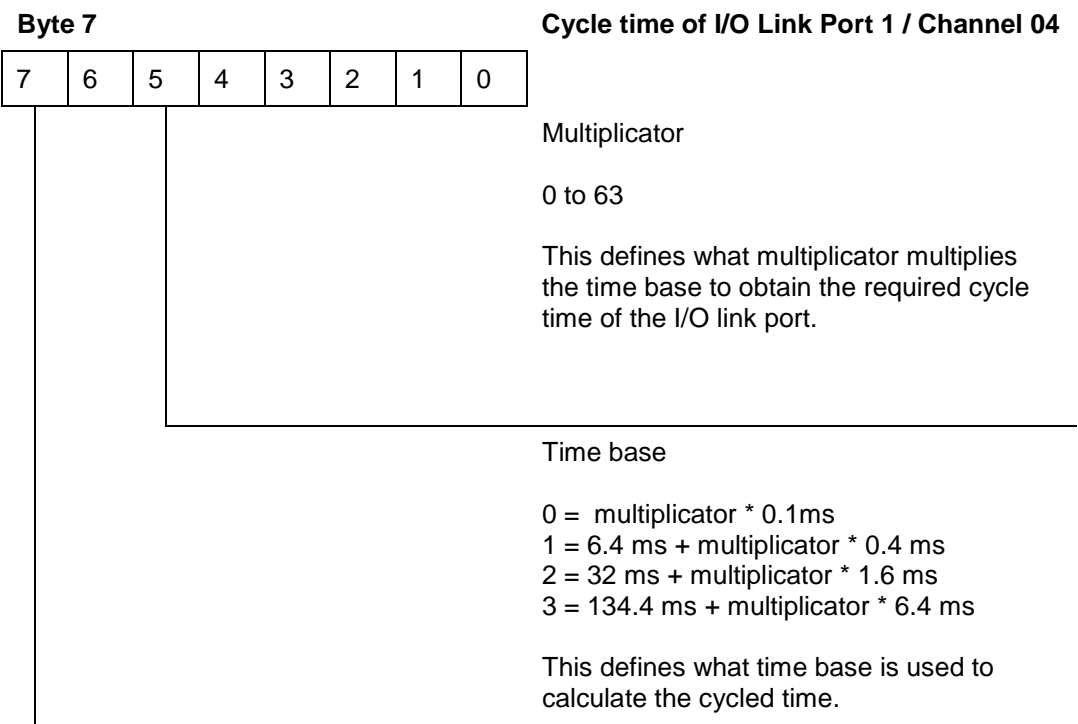 Byte 7 Cycle time of I/O Link Port 1 / Channel 04
7 6 5 4 3 2 1 0
Multiplicator
0 to 63
This defines what multiplicator multiplies
the time base to obtain the required cycle
time of the I/O link port.
Time base
0 = multiplicator * 0.1ms
1 = 6.4 ms + multiplicator * 0.4 ms
2 = 32 ms + multiplicator * 1.6 ms
3 = 134.4 ms + multiplicator * 6.4 ms
This defines what time base is used to
calculate the cycled time.